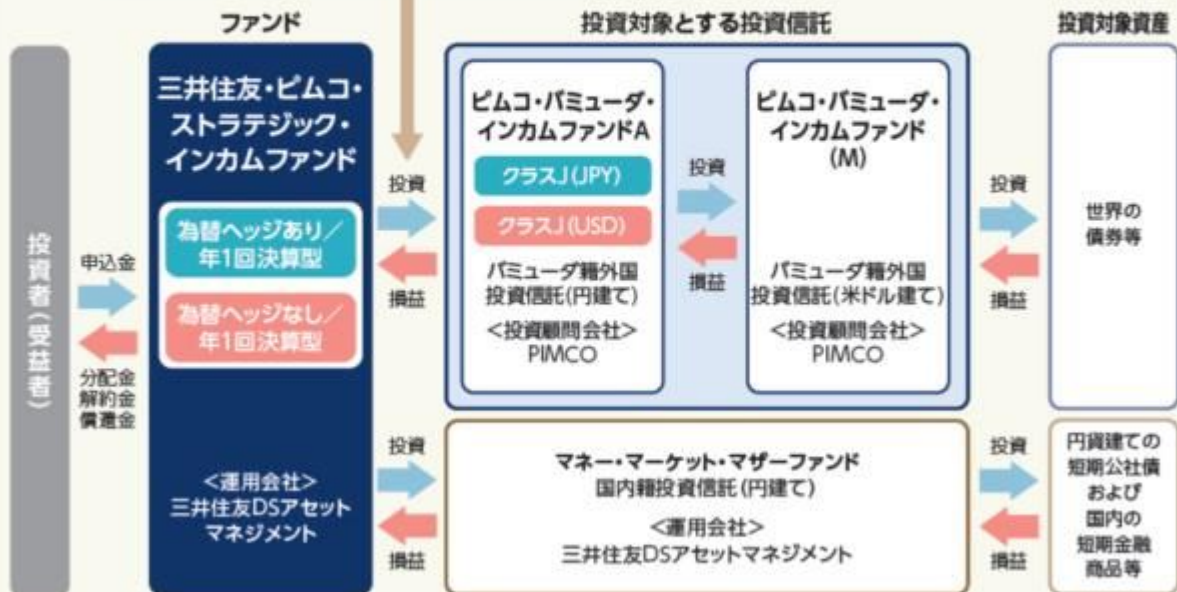 ファンド
投資対象とする投資信託
投資対象資産
投資者(受益者)
申込金
分配金
解約金
償還金
三井住友・ピムコ・
ストラテジック・
インカムファンド
為替ヘッジあり/
年1回決算型
為替ヘッジなし/
年1回決算型
<運用会社>
三井住友DSアセット
マネジメント
投資
損益
ピムコ・バミューダ・
インカムファンドA
クラスJ(JPY)
クラスJ(USD)
バミューダ籍外国
投資信託(円建て)
<投資顧問会社>
PIMCO
投資
損益
ピムコ・バミューダ・
インカムファンド
(M)
バミューダ籍外国
投資信託(米ドル建て)
<投資顧問会社>
PIMCO
投資
損益
世界の
債券等
投資
損益
マネー・マーケット・マザーファンド
国内籍投資信託(円建て)
<運用会社>
三井住友DSアセットマネジメント
投資
損益
円貨建ての
短期公社債
および
国内の
短期金融
商品等